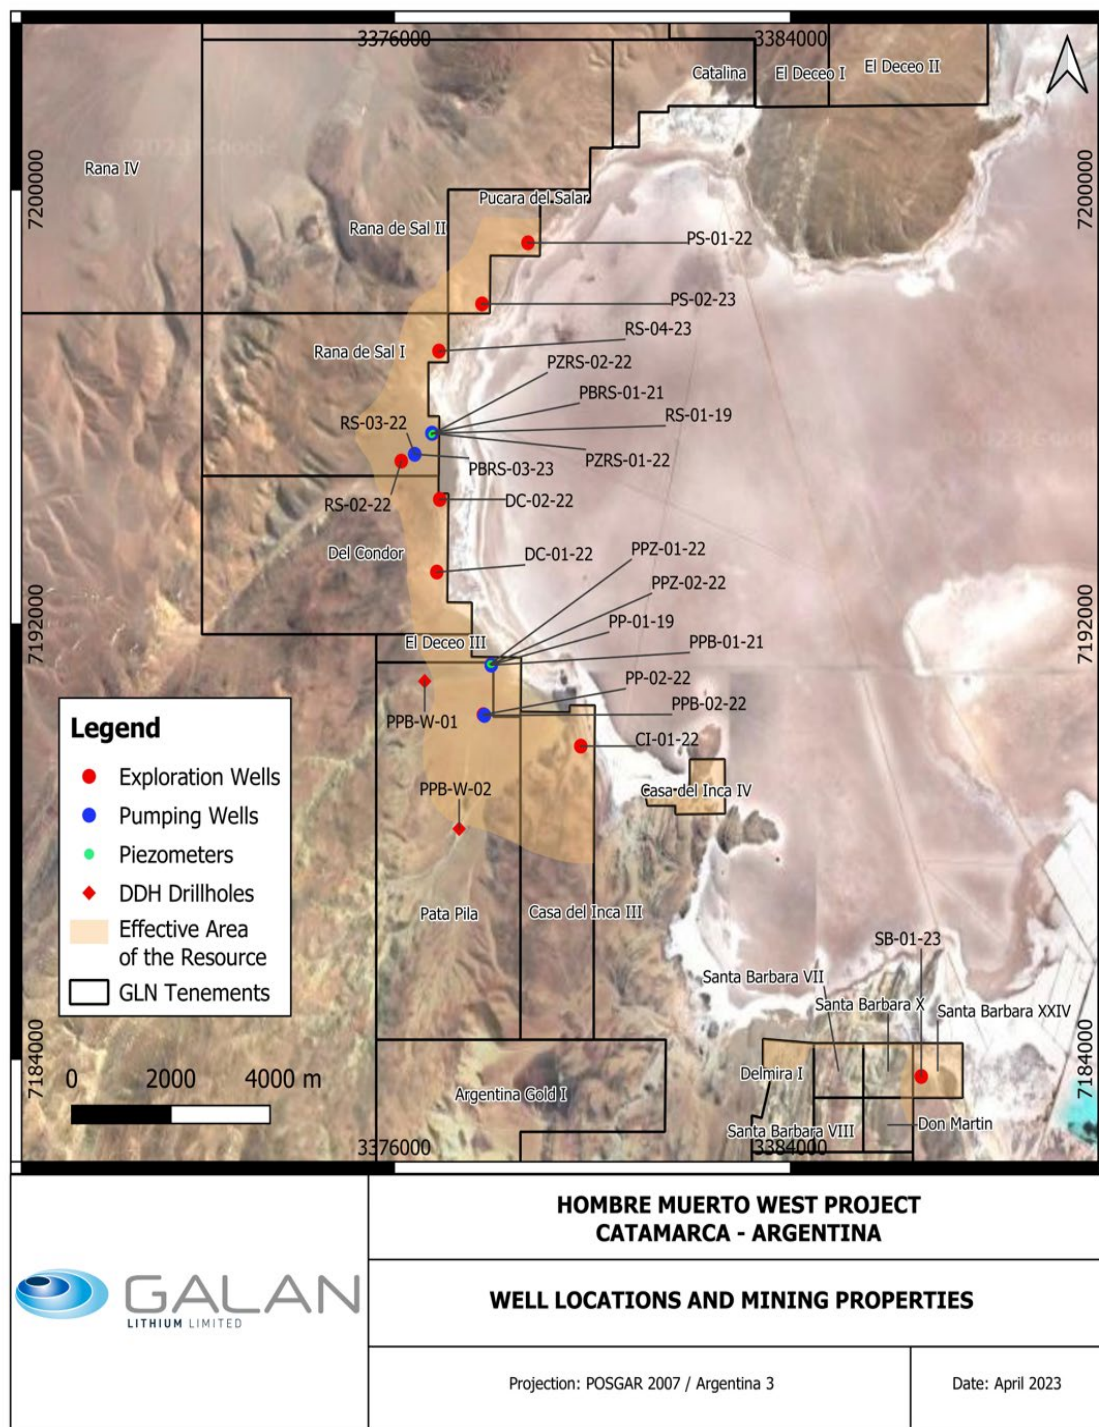 3376000
3384000
Catalina
El Deceo I
El Deceo II
Rana IV
7200000
7200000
Pucara del Salar
Rana de Sal II
PS-01-22
PS-02-23
RS-04-23
Rana de Sal I
PZRS-02-22
PBRS-01-21
RS-01-19
RS-03-22
PZRS-01-22
PBRS-03-23
RS-02-22
DC-02-22
Del Condor
DC-01-22
PPZ-01-22
PPZ-02-22
7192000
7192000
PP-01-19
El Deceo III
PPB-01-21
PP-02-22
PPB-02-22
PPB-W-01
CI-01-22
PPB-W-02
Casa del Inca IV
Legend
Exploration Wells
Pumping Wells
Piezometers
DDH Drillholes
Effective Area
of the Resource
GLN Tenements
Pata Pila
Casa del Inca III
SB-01-23
Santa Barbara VII
Santa Barbara X
Santa Barbara XXIV
7184000
7184000
0 2000 4000 m
Delmira I
Argentina Gold I
Santa Barbara VIII
Don Martin
3376000
3384000
GALAN
LITHIUM LIMITED
HOMBRE MUERTO WEST PROJECT
CATAMARCA - ARGENTINA
WELL LOCATIONS AND MINING PROPERTIES
Projection: POSGAR 2007 / Argentina 3
Date: April 2023